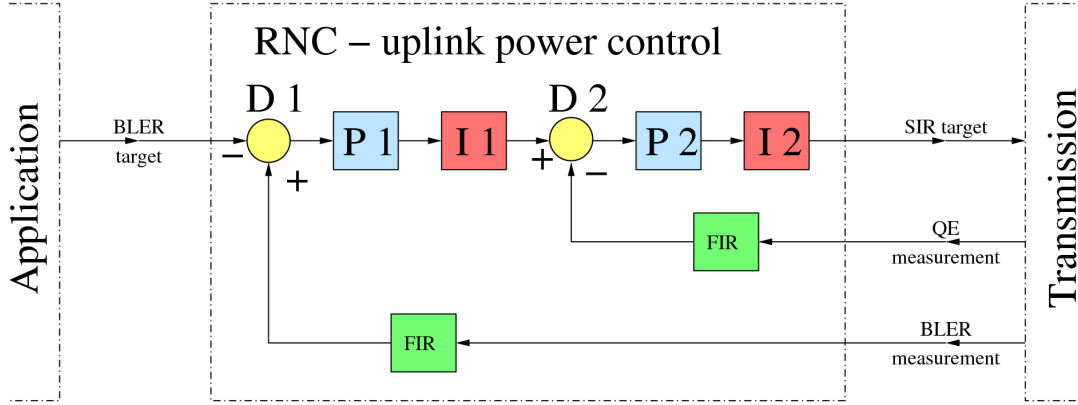 RNC – uplink power control
Application
BLER
target
D 1
−
+
P 1
I 1
D 2
+
−
P 2
I 2
SIR target
FIR
QE
measurement
FIR
BLER
measurement
Transmission